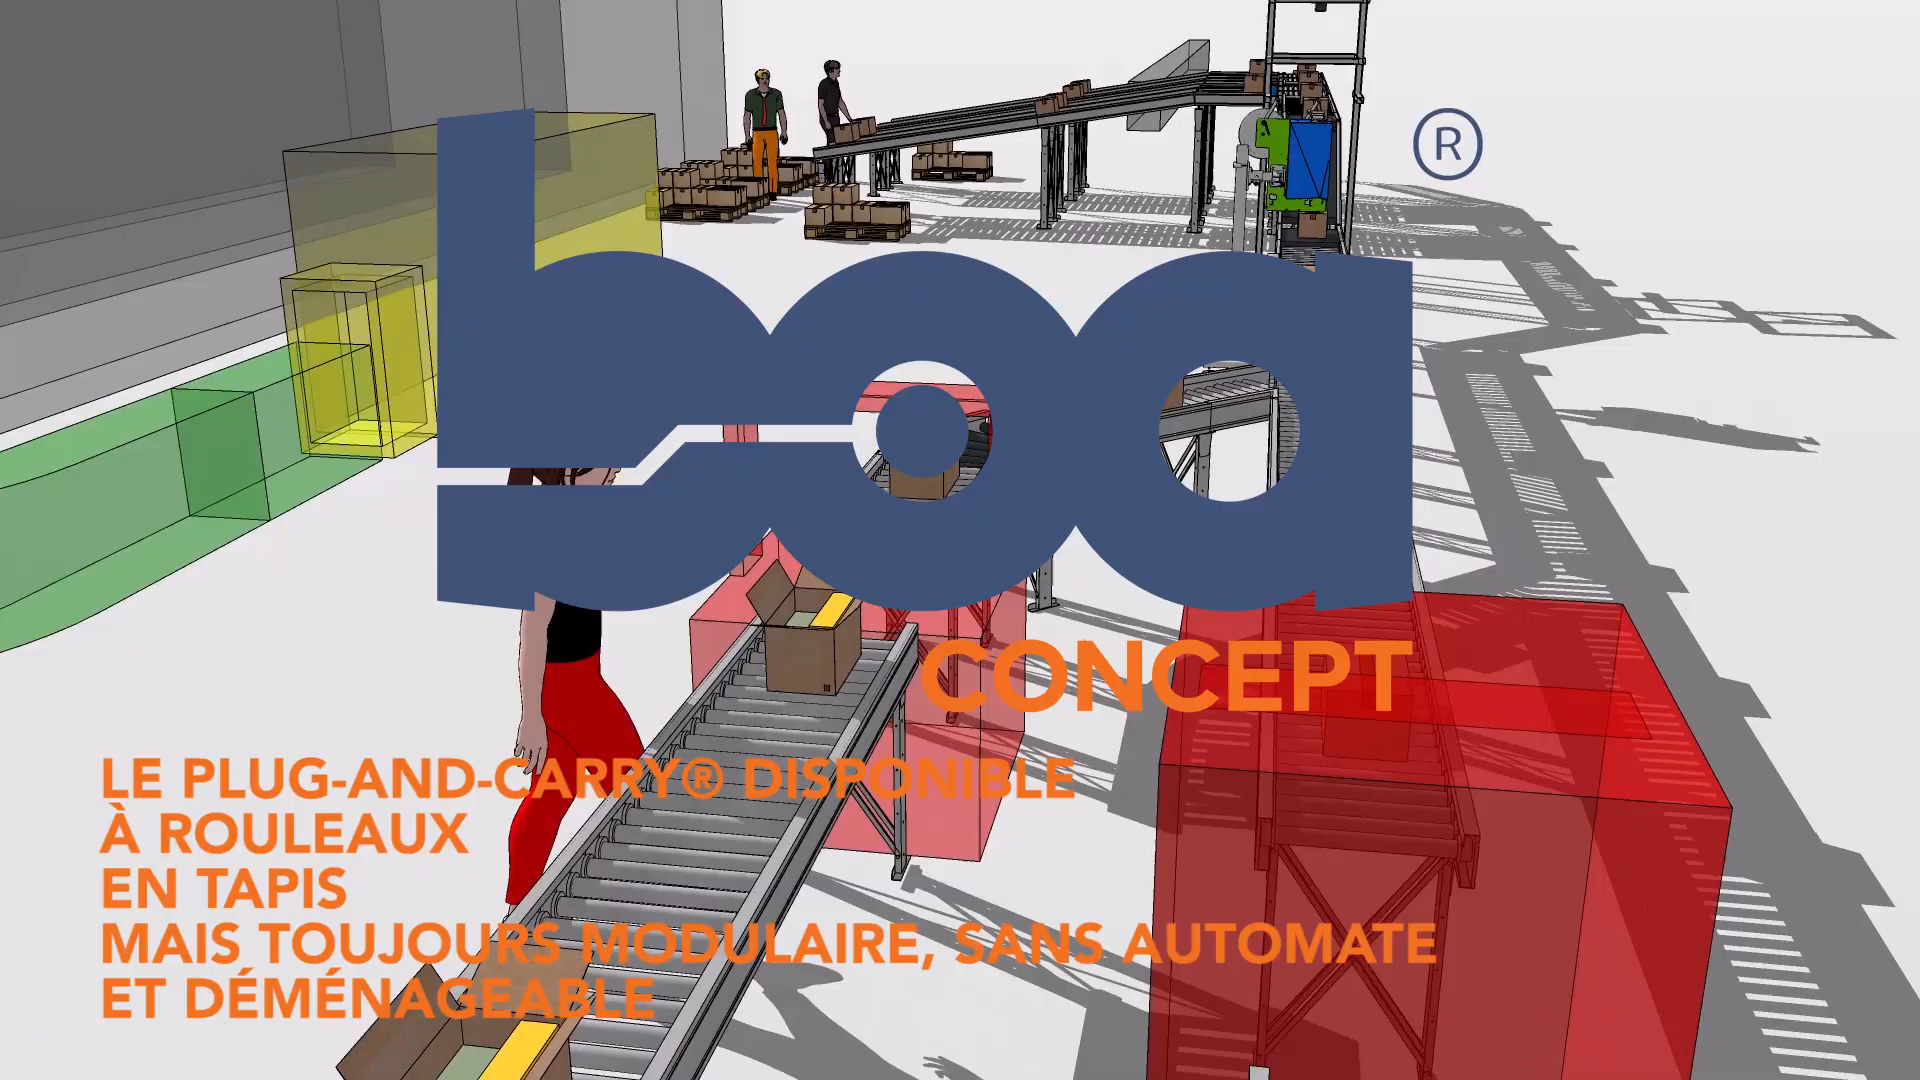 boa ®
CONCEPT
LE PLUG-AND-CARRY® DISPONIBLE
À ROULEAUX
EN TAPIS
MAIS TOUJOURS MODULAIRE, SANS AUTOMATE
ET DÉMÉNAGEABLE